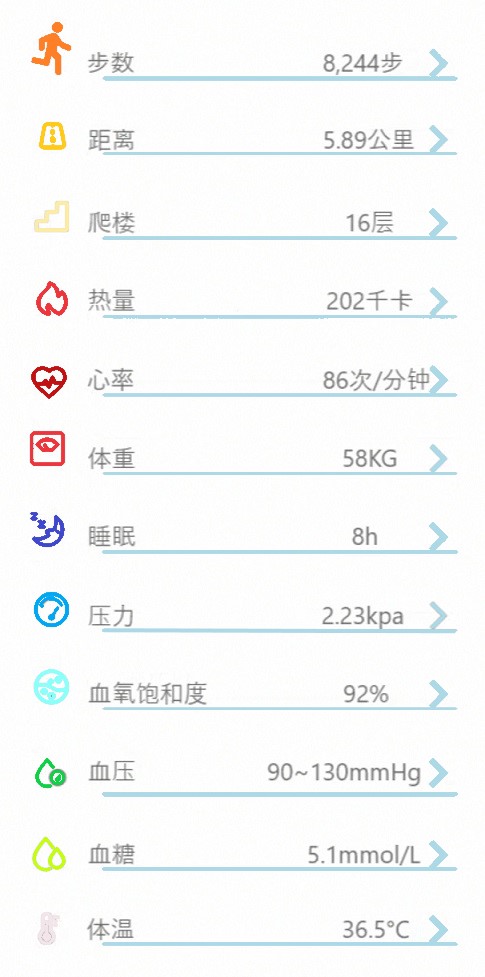 步数 8,244步
距离 5.89公里
爬楼 16层
热量 202千卡
心率 86次/分钟
体重 58KG
睡眠 8h
压力 2.23kpa
血氧饱和度 92%
血压 90~130mmHg
血糖 5.1mmol/L
体温 36.5°C